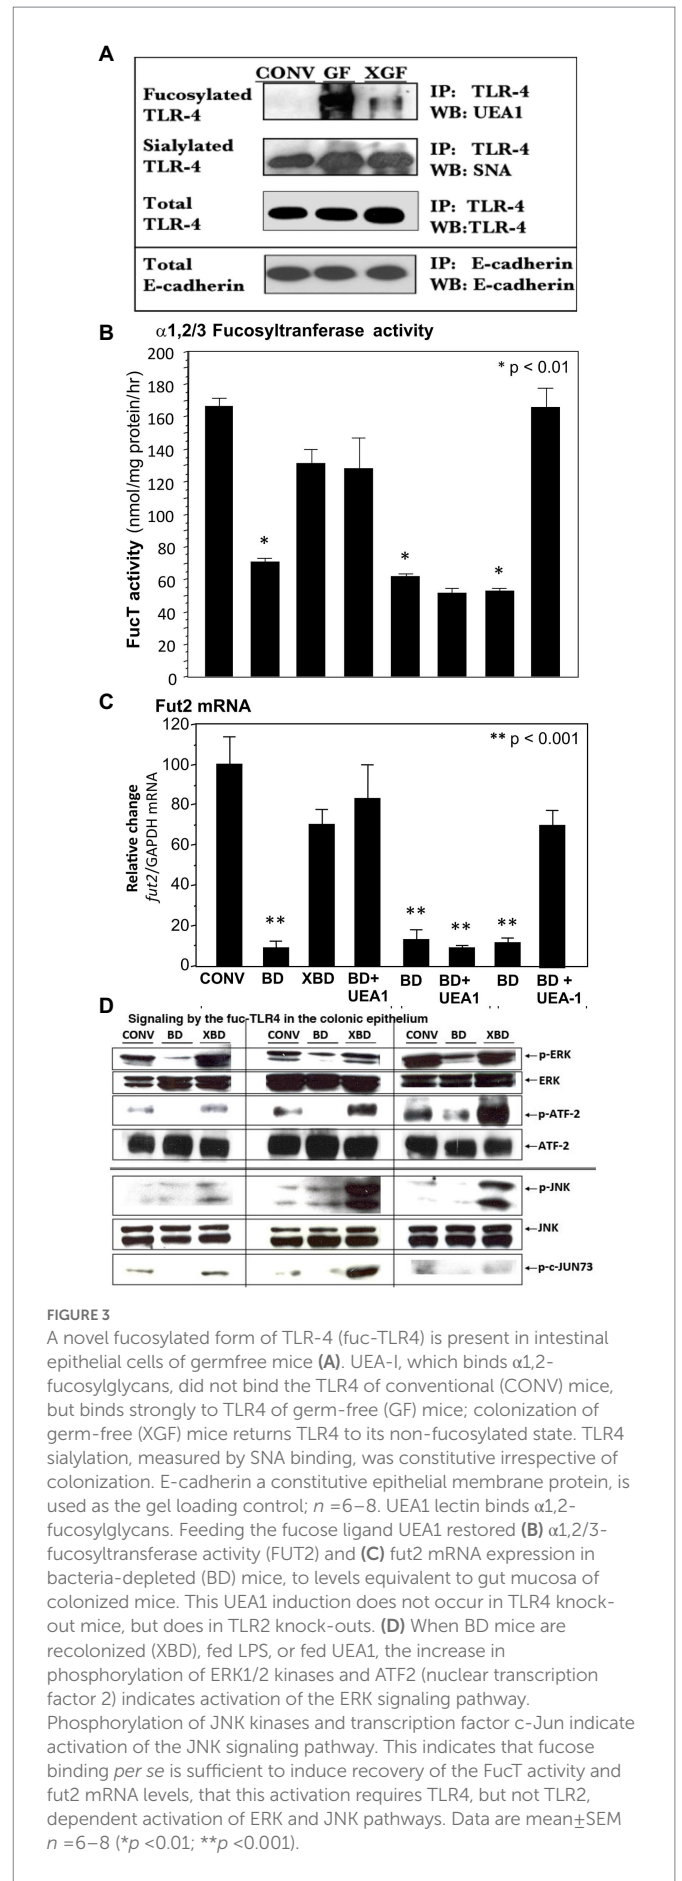 A
CONV GF XGF
Fucosylated
TLR-4
IP: TLR-4
WB: UEA1
Sialylated
TLR-4
IP: TLR-4
WB: SNA
Total
TLR-4
IP: TLR-4
WB:TLR-4
Total
E-cadherin
IP: E-cadherin
WB: E-cadherin
B
α1,2/3 Fucosyltranferase activity
FucT activity (nmol/mg protein/hr)
200
180
160
140
120
100
80
60
40
20
0
* p < 0.01
*
*
*
C
Fut2 mRNA
Relative change
fut2/GAPDH mRNA
120
100
80
60
40
20
0
** p < 0.001
**
**
**
**
CONV BD XBD BD+ BD BD+ BD BD +
UEA1 UEA1 UEA-1
D
Signaling by the fuc-TLR4 in the colonic epithelium
CONV BD XBD CONV BD XBD CONV BD XBD
←p-ERK
←ERK
←p-ATF-2
←ATF-2
←p-JNK
←JNK
←p-c-JUN73
FIGURE 3
A novel fucosylated form of TLR-4 (fuc-TLR4) is present in intestinal
epithelial cells of germfree mice (A). UEA-I, which binds α1,2-
fucosylglycans, did not bind the TLR4 of conventional (CONV) mice,
but binds strongly to TLR4 of germ-free (GF) mice; colonization of
germ-free (XGF) mice returns TLR4 to its non-fucosylated state. TLR4
sialylation, measured by SNA binding, was constitutive irrespective of
colonization. E-cadherin a constitutive epithelial membrane protein, is
used as the gel loading control; n =6–8. UEA1 lectin binds α1,2-
fucosylglycans. Feeding the fucose ligand UEA1 restored (B) α1,2/3-
fucosyltransferase activity (FUT2) and (C) fut2 mRNA expression in
bacteria-depleted (BD) mice, to levels equivalent to gut mucosa of
colonized mice. This UEA1 induction does not occur in TLR4 knock-
out mice, but does in TLR2 knock-outs. (D) When BD mice are
recolonized (XBD), fed LPS, or fed UEA1, the increase in
phosphorylation of ERK1/2 kinases and ATF2 (nuclear transcription
factor 2) indicates activation of the ERK signaling pathway.
Phosphorylation of JNK kinases and transcription factor c-Jun indicate
activation of the JNK signaling pathway. This indicates that fucose
binding per se is sufficient to induce recovery of the FucT activity and
fut2 mRNA levels, that this activation requires TLR4, but not TLR2,
dependent activation of ERK and JNK pathways. Data are mean±SEM
n =6–8 (*p <0.01; **p <0.001).